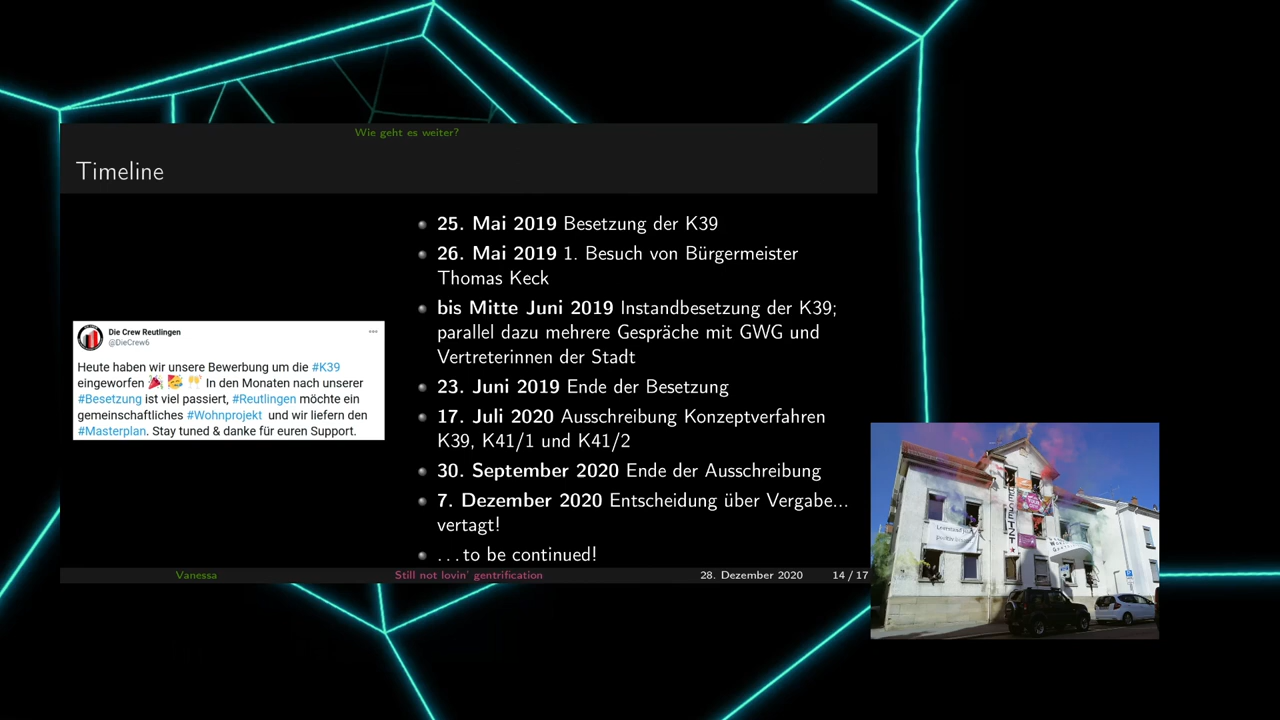 Wie geht es weiter?
Timeline
Die Crew Reutlingen
@DieCrew6
Heute haben wir unsere Bewerbung um die #K39
eingeworfen 🎉 🥳 🥂 In den Monaten nach unserer
#Besetzung ist viel passiert, #Reutlingen möchte ein
gemeinschaftliches #Wohnprojekt und wir liefern den
#Masterplan. Stay tuned & danke für euren Support.
25. Mai 2019 Besetzung der K39
26. Mai 2019 1. Besuch von Bürgermeister
Thomas Keck
bis Mitte Juni 2019 Instandbesetzung der K39;
parallel dazu mehrere Gespräche mit GWG und
Vertreterinnen der Stadt
23. Juni 2019 Ende der Besetzung
17. Juli 2020 Ausschreibung Konzeptverfahren
K39, K41/1 und K41/2
30. September 2020 Ende der Ausschreibung
7. Dezember 2020 Entscheidung über Vergabe...
vertagt!
...to be continued!
Vanessa
Still not lovin' gentrification
28. Dezember 2020
14 / 17
BESETZT